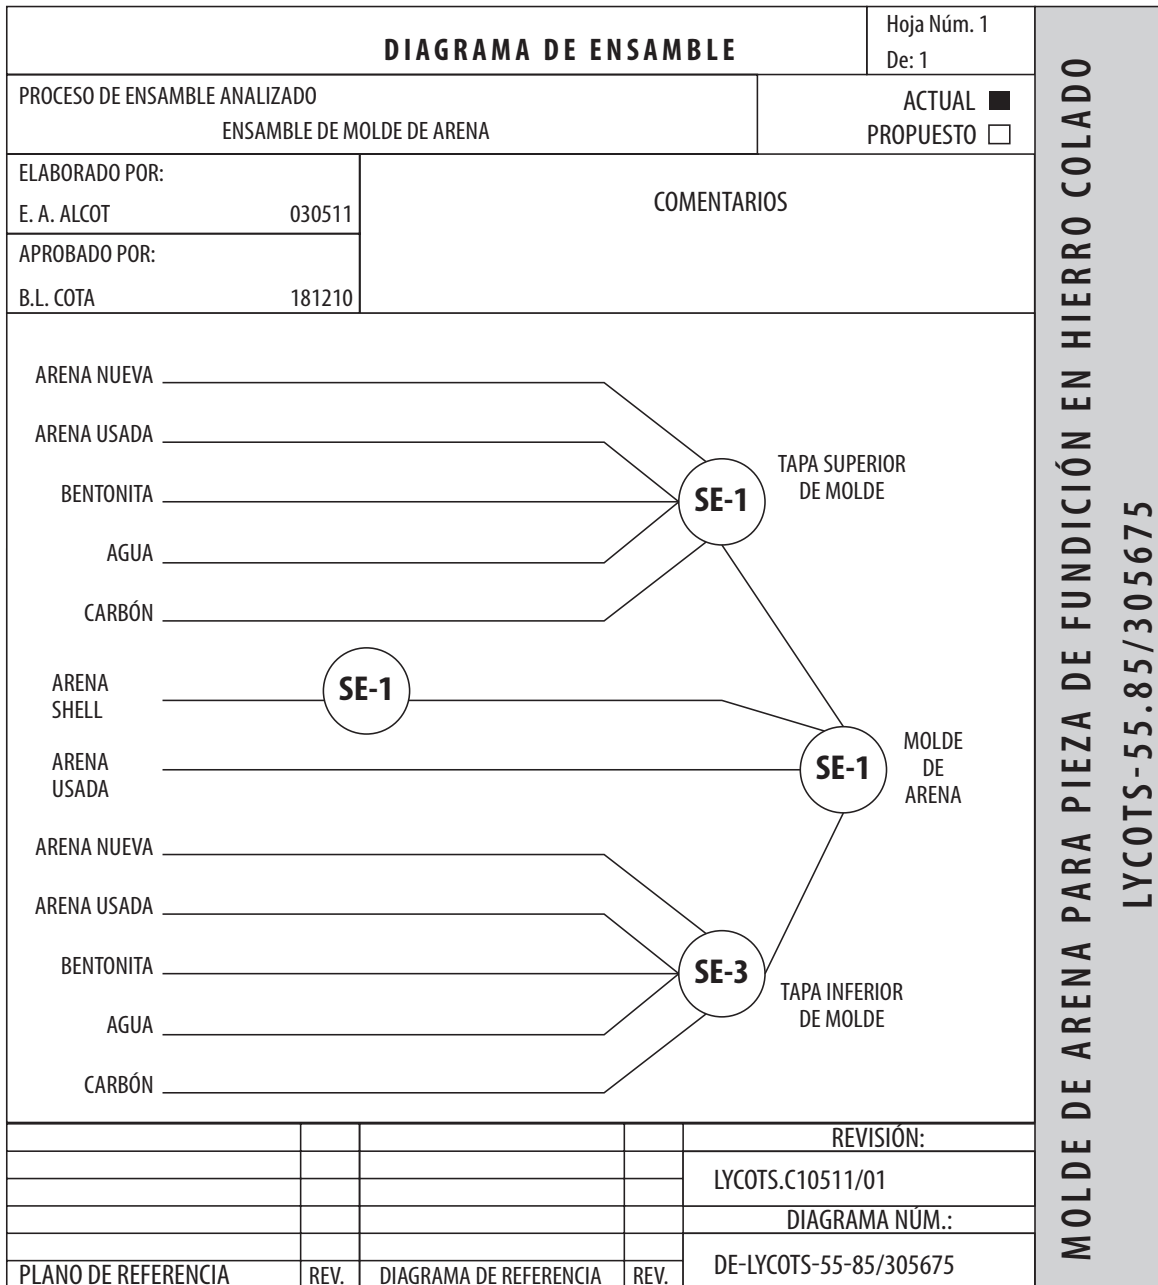 DIAGRAMA DE ENSAMBLE
Hoja Núm. 1
De: 1
PROCESO DE ENSAMBLE ANALIZADO
ENSAMBLE DE MOLDE DE ARENA
ACTUAL
PROPUESTO
ELABORADO POR:
E. A. ALCOT 030511
APROBADO POR:
B.L. COTA 181210
COMENTARIOS
ARENA NUEVA
ARENA USADA
BENTONITA
AGUA
CARBÓN
SE-1
TAPA SUPERIOR
DE MOLDE
ARENA
SHELL
SE-1
ARENA
USADA
SE-1
MOLDE
DE
ARENA
ARENA NUEVA
ARENA USADA
BENTONITA
AGUA
CARBÓN
SE-3
TAPA INFERIOR
DE MOLDE
REVISIÓN:
LYCOTS.C10511/01
DIAGRAMA NÚM.:
DE-LYCOTS-55-85/305675
PLANO DE REFERENCIA REV. DIAGRAMA DE REFERENCIA REV.
MOLDE DE ARENA PARA PIEZA DE FUNDICIÓN EN HIERRO COLADO
LYCOTS-55.85/305675